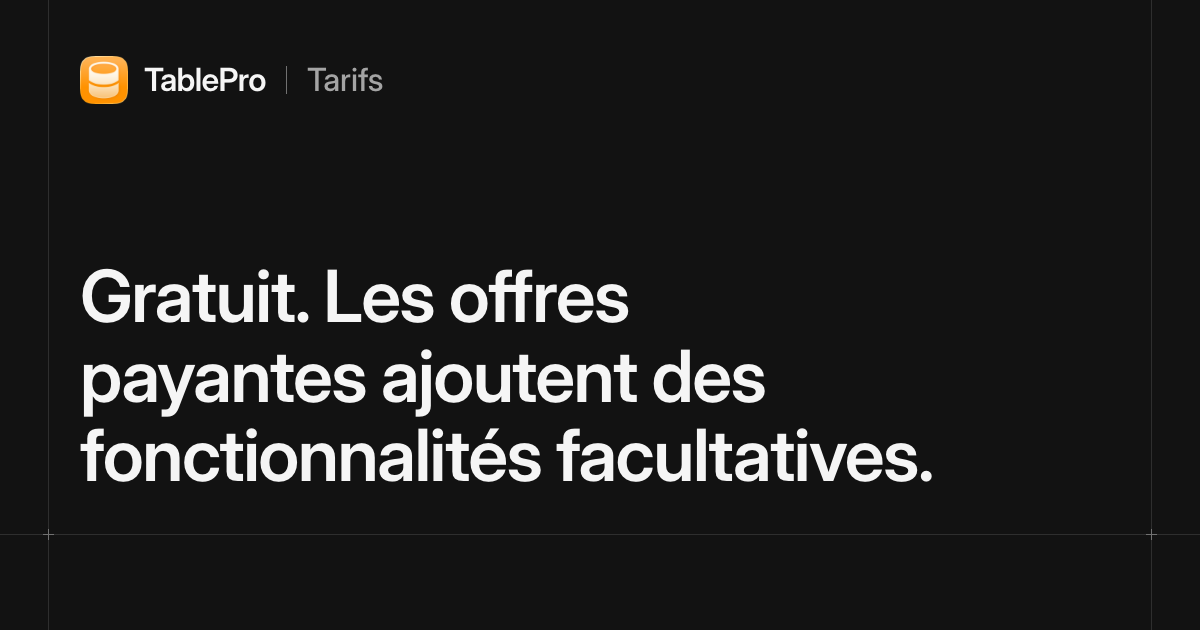 TablePro | Tarifs
Gratuit. Les offres
payantes ajoutent des
fonctionnalités facultatives.